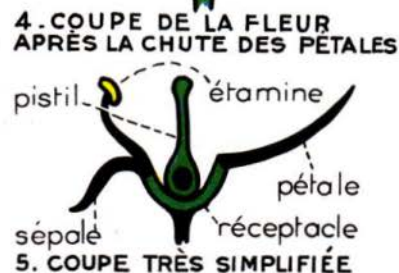 4. COUPE DE LA FLEUR
APRÈS LA CHUTE DES PÉTALES
pistil
étamine
pétale
sépale
réceptacle
5. COUPE TRÈS SIMPLIFIÉE